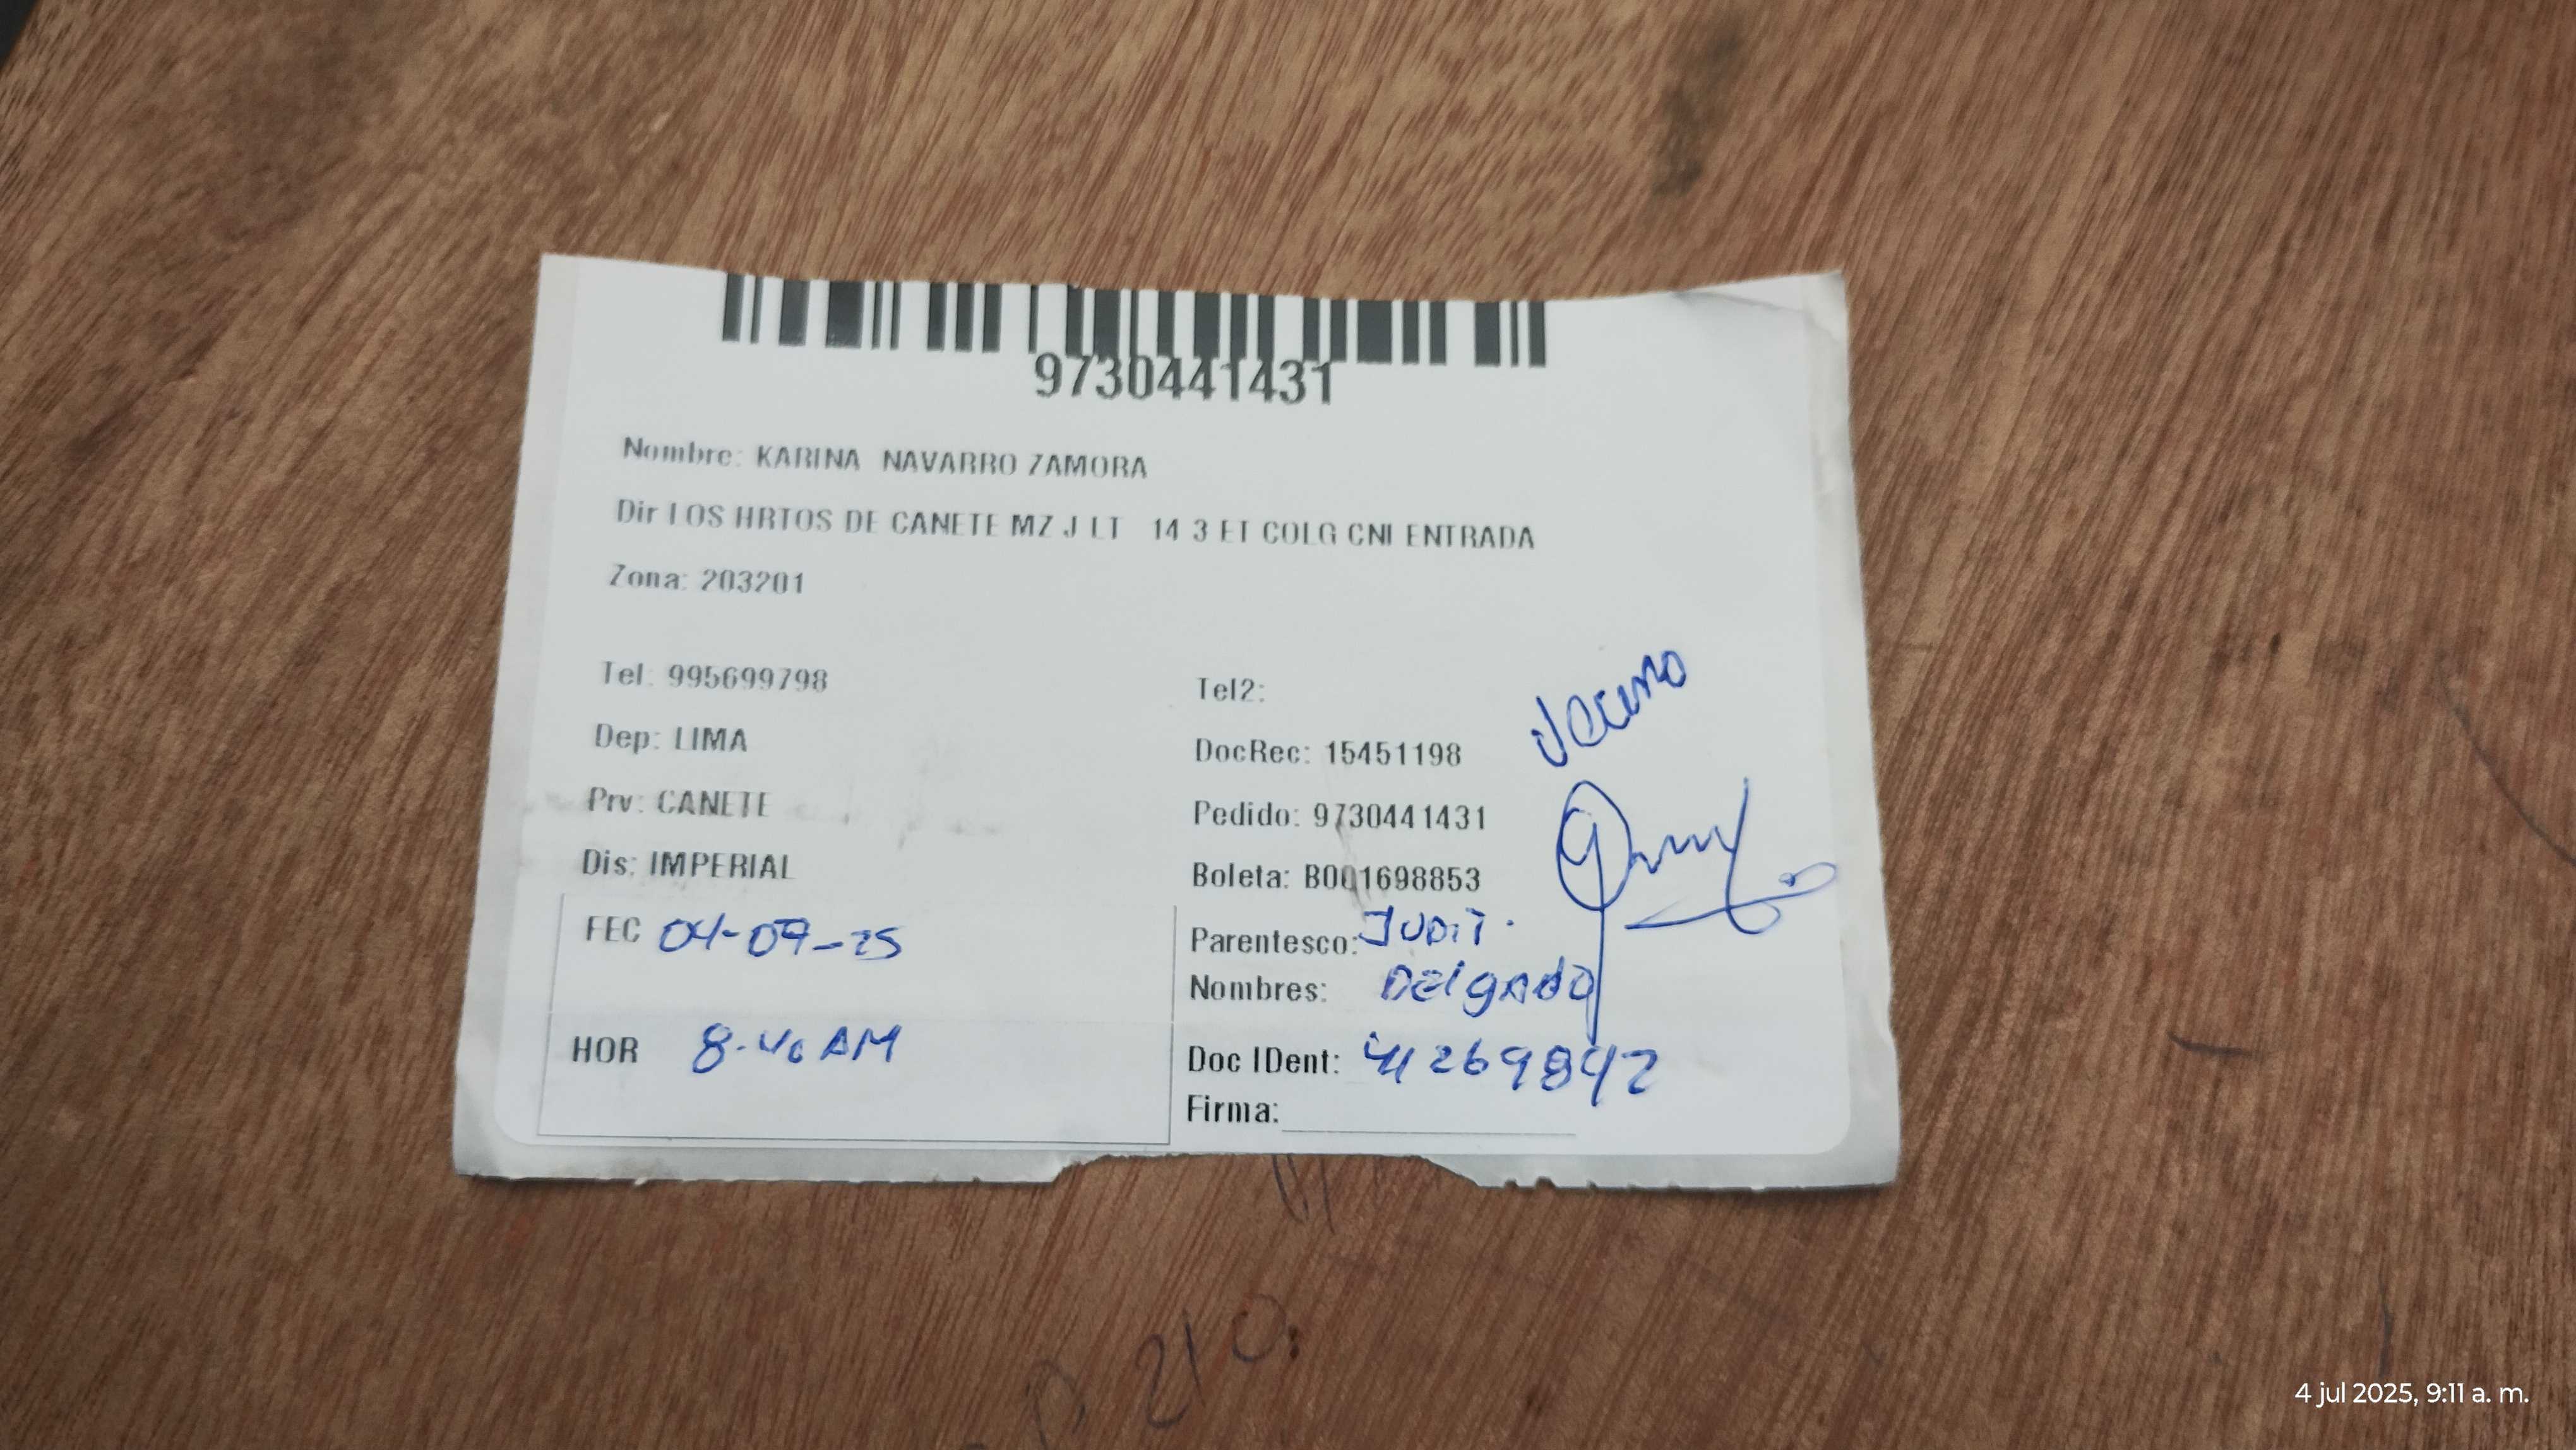 9730441431
Nombre: KARINA NAVARRO ZAMORA
Dir LOS HRTOS DE CANETE MZ J LT 14 3 ET COLG CNI ENTRADA
Zona: 203201
Tel: 995699798
Tel2:
Vecino
Dep: LIMA
DocRec: 15451198
Prv: CANETE
Pedido: 9730441431
Dis: IMPERIAL
Boleta: B001698853
FEC 04-07-25
Parentesco: JUDIT.
Nombres: DElgado
HOR 8:40 AM
Doc IDent: 41269842
Firma:
210
4 jul 2025, 9:11 a. m.